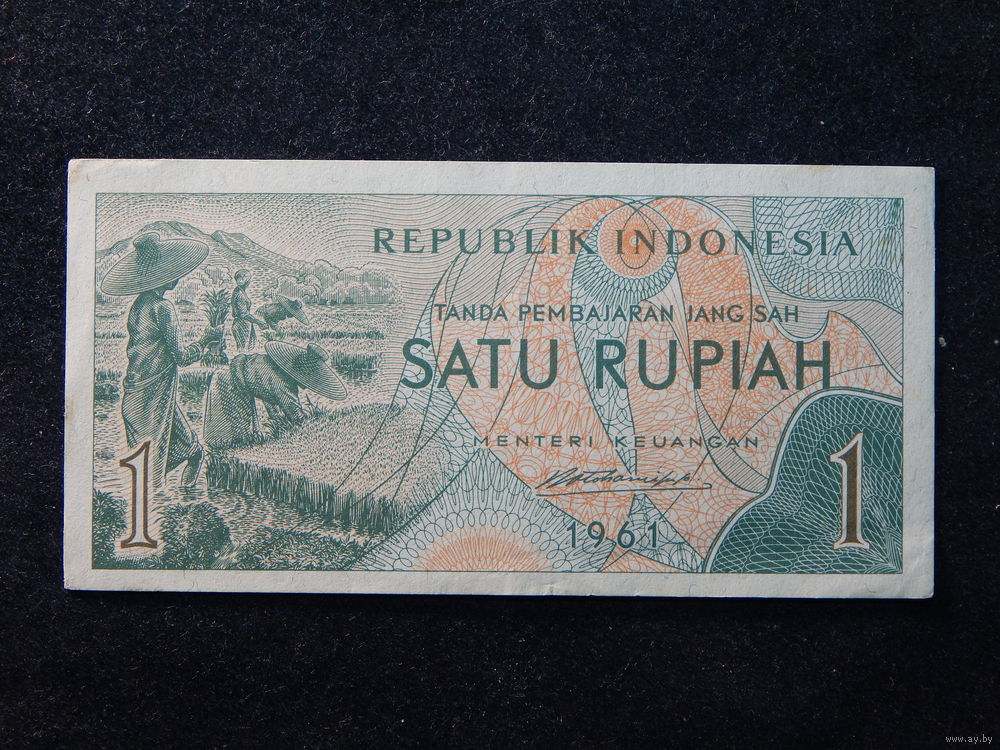 REPUBLIK INDONESIA
TANDA PEMBAJARAN JANG SAH
SATU RUPIAH
MENTERI KEUANGAN
1961
1 1
www.ay.by